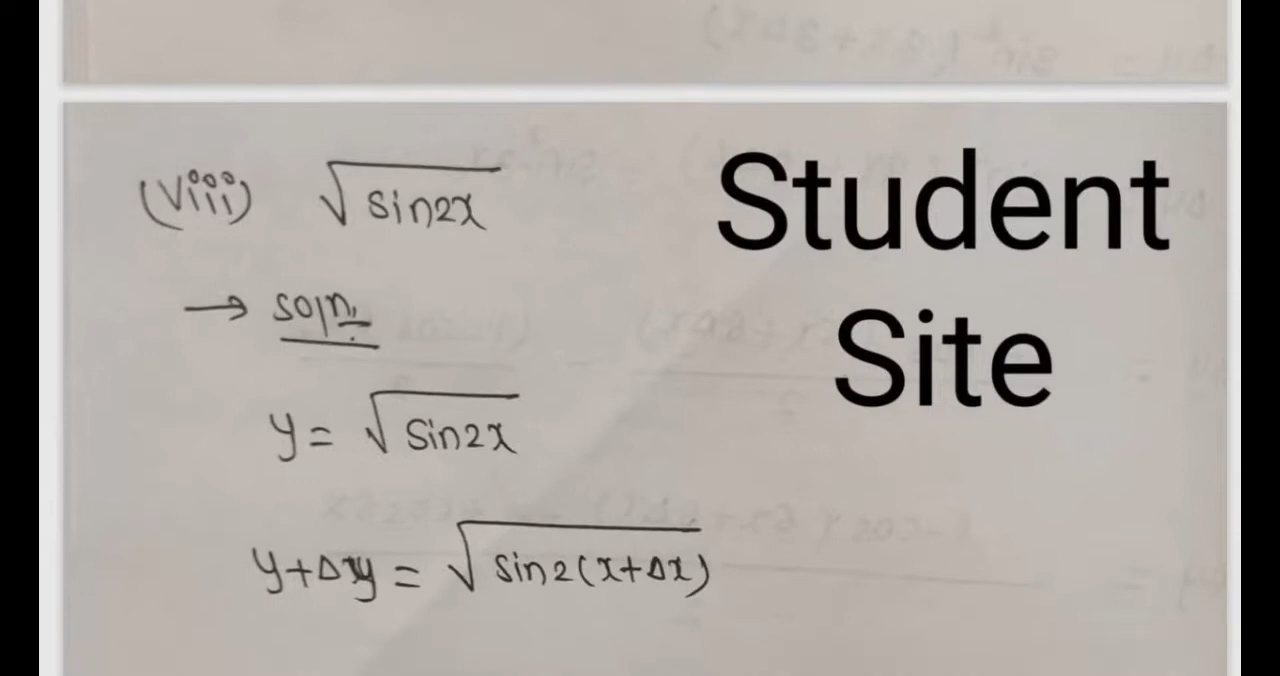 (viii) √sin2x
Student
Site
→ soln.
y = √sin2x
y+Δy = √sin2(x+Δx)